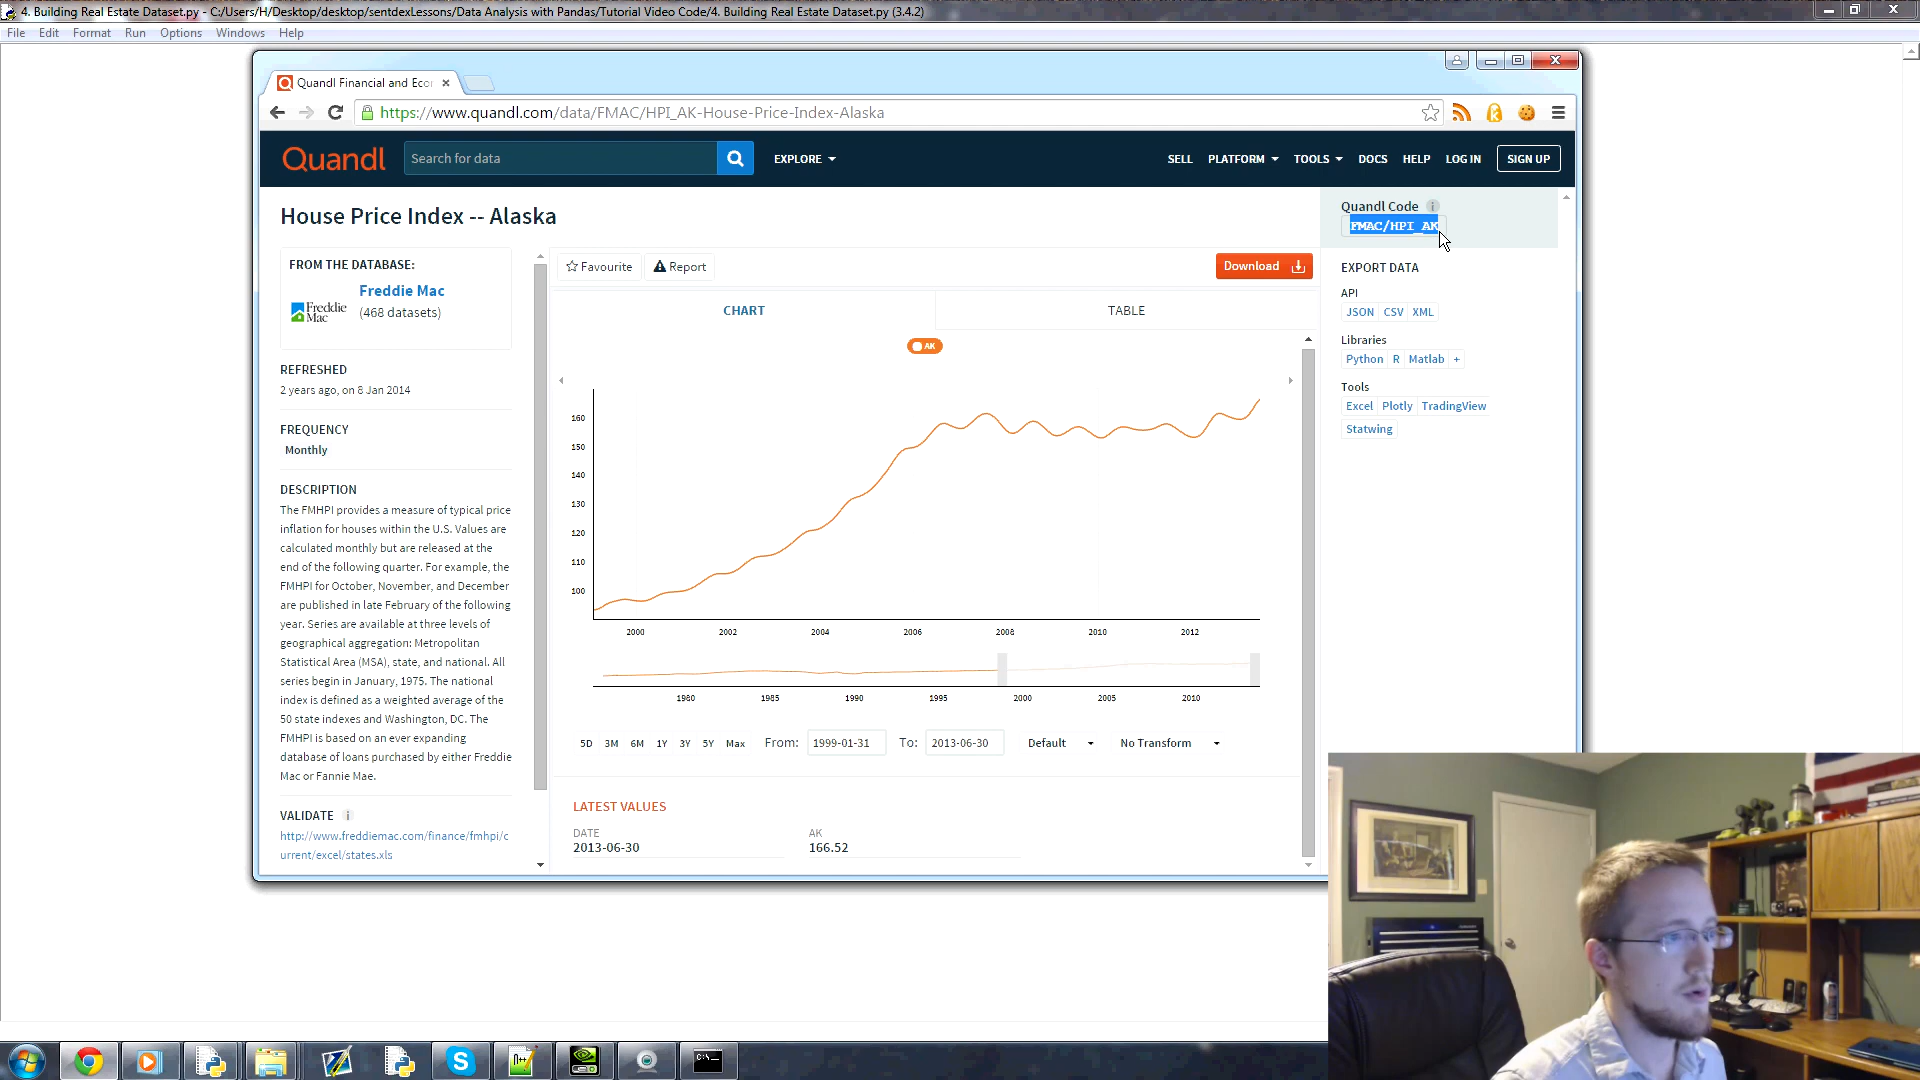 4. Building Real Estate Dataset.py - C:/Users/H/Desktop/desktop/sentdexLessons/Data Analysis with Pandas/Tutorial Video Code/4. Building Real Estate Dataset.py (3.4.2)
File Edit Format Run Options Windows Help
Quandl Financial and Ecor
https://www.quandl.com/data/FMAC/HPI_AK-House-Price-Index-Alaska
Quandl
Search for data
EXPLORE
SELL PLATFORM TOOLS DOCS HELP LOG IN SIGN UP
House Price Index -- Alaska
Quandl Code
FMAC/HPI_AK
FROM THE DATABASE:
Freddie Mac
Freddie Mac
(468 datasets)
REFRESHED
2 years ago, on 8 Jan 2014
FREQUENCY
Monthly
DESCRIPTION
The FMHPI provides a measure of typical price
inflation for houses within the U.S. Values are
calculated monthly but are released at the
end of the following quarter. For example, the
FMHPI for October, November, and December
are published in late February of the following
year. Series are available at three levels of
geographical aggregation: Metropolitan
Statistical Area (MSA), state, and national. All
series begin in January, 1975. The national
index is defined as a weighted average of the
50 state indexes and Washington, DC. The
FMHPI is based on an ever expanding
database of loans purchased by either Freddie
Mac or Fannie Mae.
VALIDATE i
http://www.freddiemac.com/finance/fmhpi/c
urrent/excel/states.xls
Favourite Report
Download
CHART TABLE
AK
160
150
140
130
120
110
100
2000 2002 2004 2006 2008 2010 2012
1980 1985 1990 1995 2000 2005 2010
5D 3M 6M 1Y 3Y 5Y Max From: 1999-01-31 To: 2013-06-30 Default No Transform
LATEST VALUES
DATE AK
2013-06-30 166.52
EXPORT DATA
API
JSON CSV XML
Libraries
Python R Matlab +
Tools
Excel Plotly TradingView
Statwing